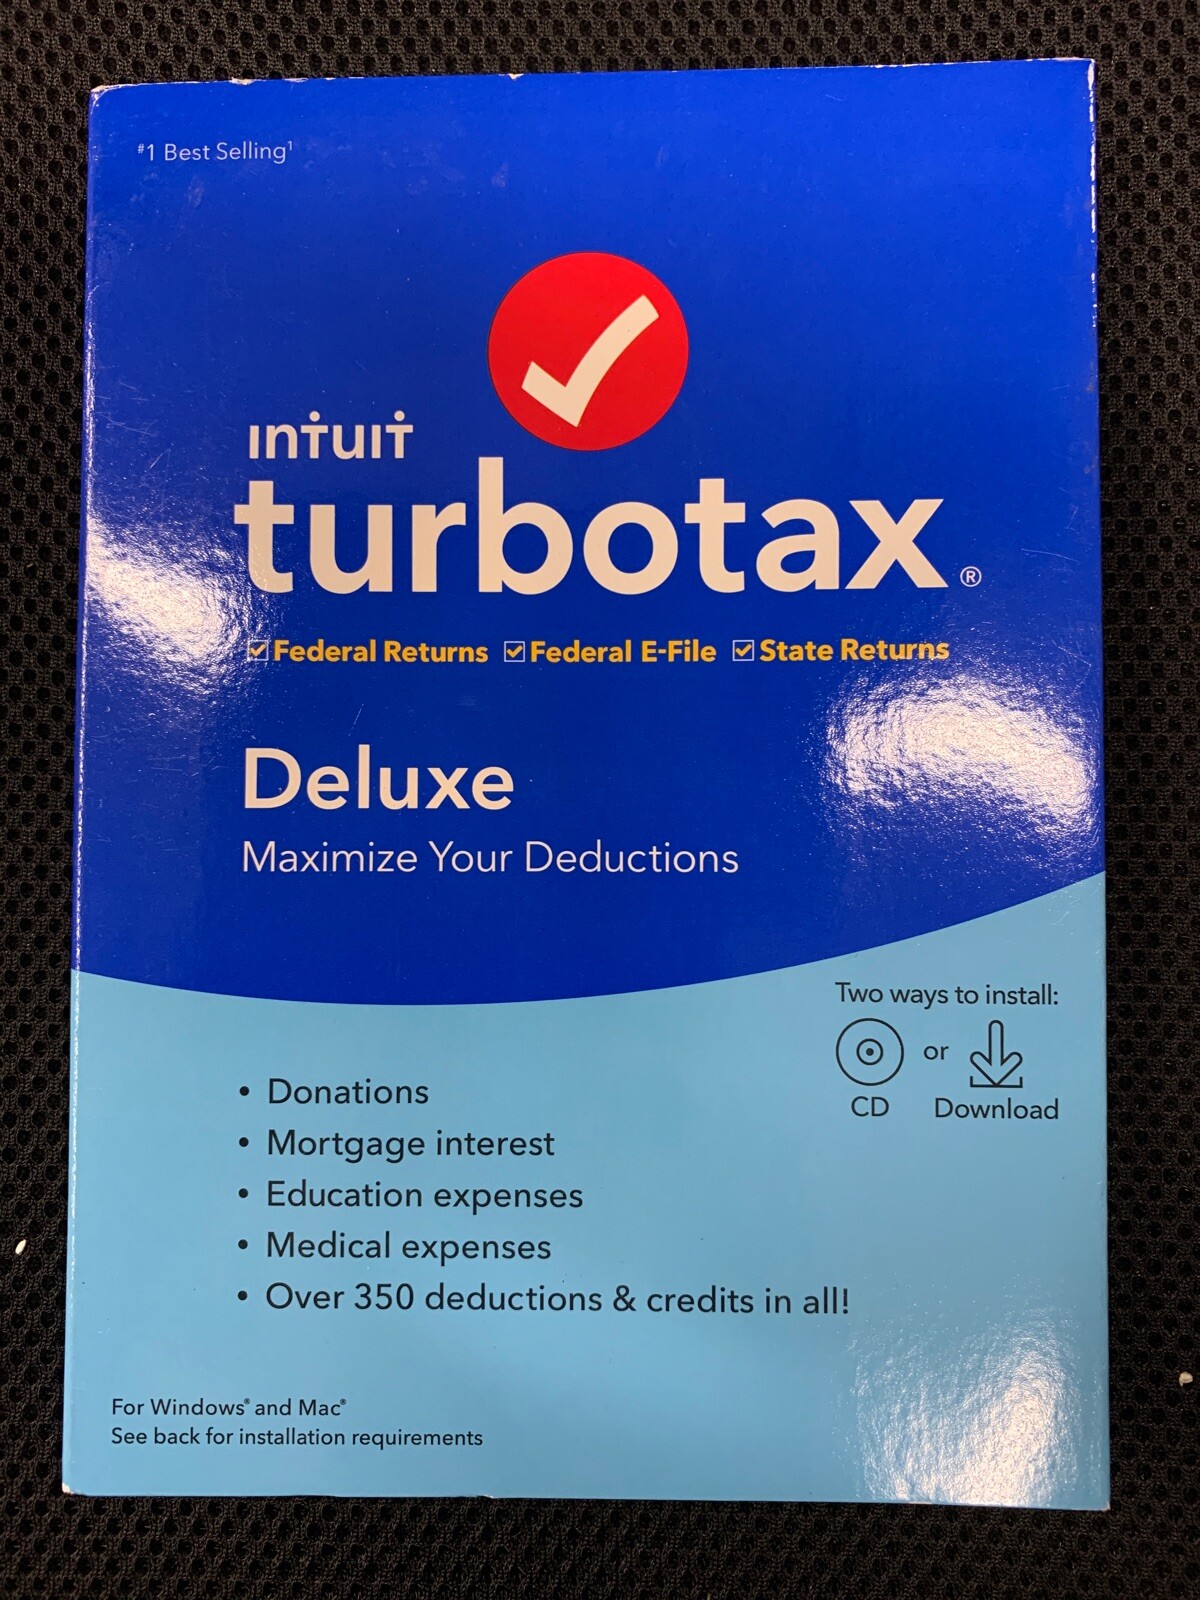 #1 Best Selling¹
ıntuıt
turbotax®
Federal Returns Federal E-File State Returns
Deluxe
Maximize Your Deductions
Two ways to install:
CD or Download
• Donations
• Mortgage interest
• Education expenses
• Medical expenses
• Over 350 deductions & credits in all!
For Windows® and Mac®
See back for installation requirements